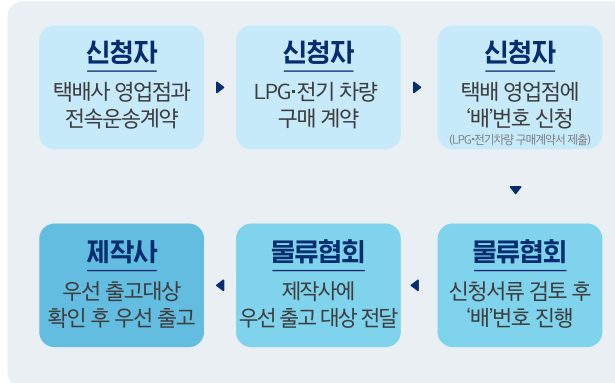 신청자
택배사 영업점과
전속운송계약
신청자
LPG·전기 차량
구매 계약
신청자
택배 영업점에
‘배’번호 신청
(LPG·전기차량 구매계약서 제출)
물류협회
신청서류 검토 후
‘배’번호 진행
물류협회
제작사에
우선 출고 대상 전달
제작사
우선 출고대상
확인 후 우선 출고